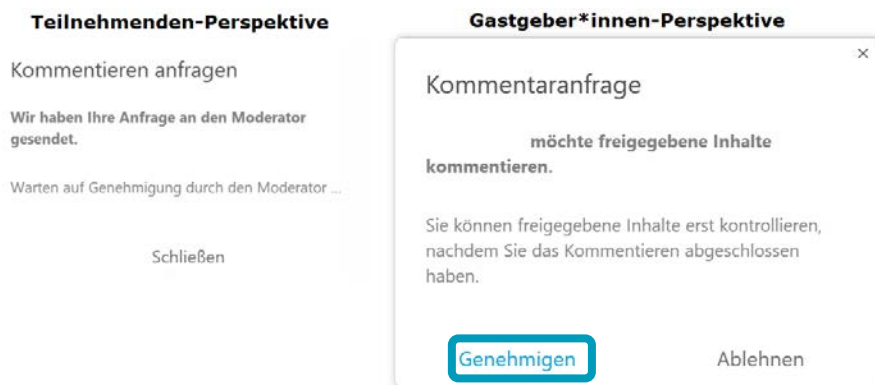 Teilnehmenden-Perspektive
Kommentieren anfragen
Wir haben Ihre Anfrage an den Moderator
gesendet.
Warten auf Genehmigung durch den Moderator ...
Schließen
Gastgeber*innen-Perspektive
×
Kommentaranfrage
möchte freigegebene Inhalte
kommentieren.
Sie können freigegebene Inhalte erst kontrollieren,
nachdem Sie das Kommentieren abgeschlossen
haben.
Genehmigen
Ablehnen